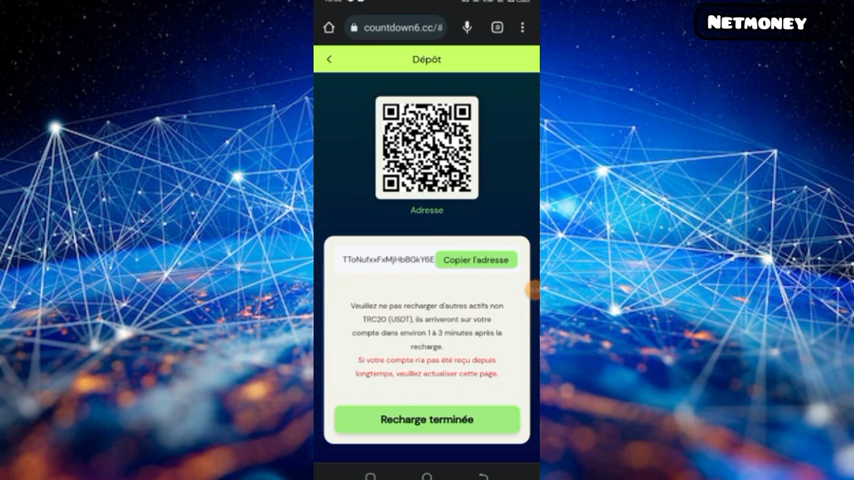 NETMONEY
countdown6.cc/#
Dépôt
Adresse
TToNufxxFxMjHbBGkY6E Copier l'adresse
Veuillez ne pas recharger d'autres actifs non
TRC20 (USDT), ils arriveront sur votre
compte dans environ 1 à 3 minutes après la
recharge.
Si votre compte n'a pas été reçu depuis
longtemps, veuillez actualiser cette page.
Recharge terminée